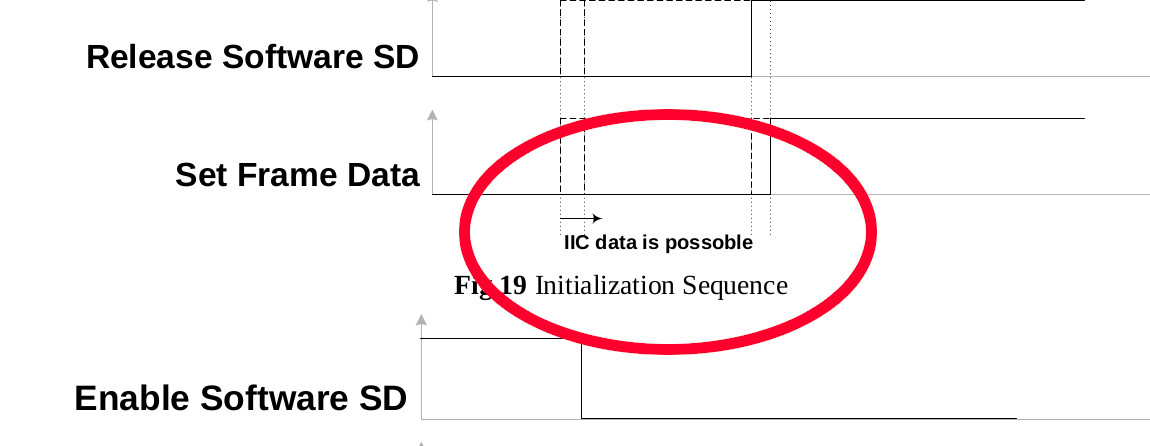 Release Software SD
Set Frame Data
IIC data is possoble
Fig 19 Initialization Sequence
Enable Software SD